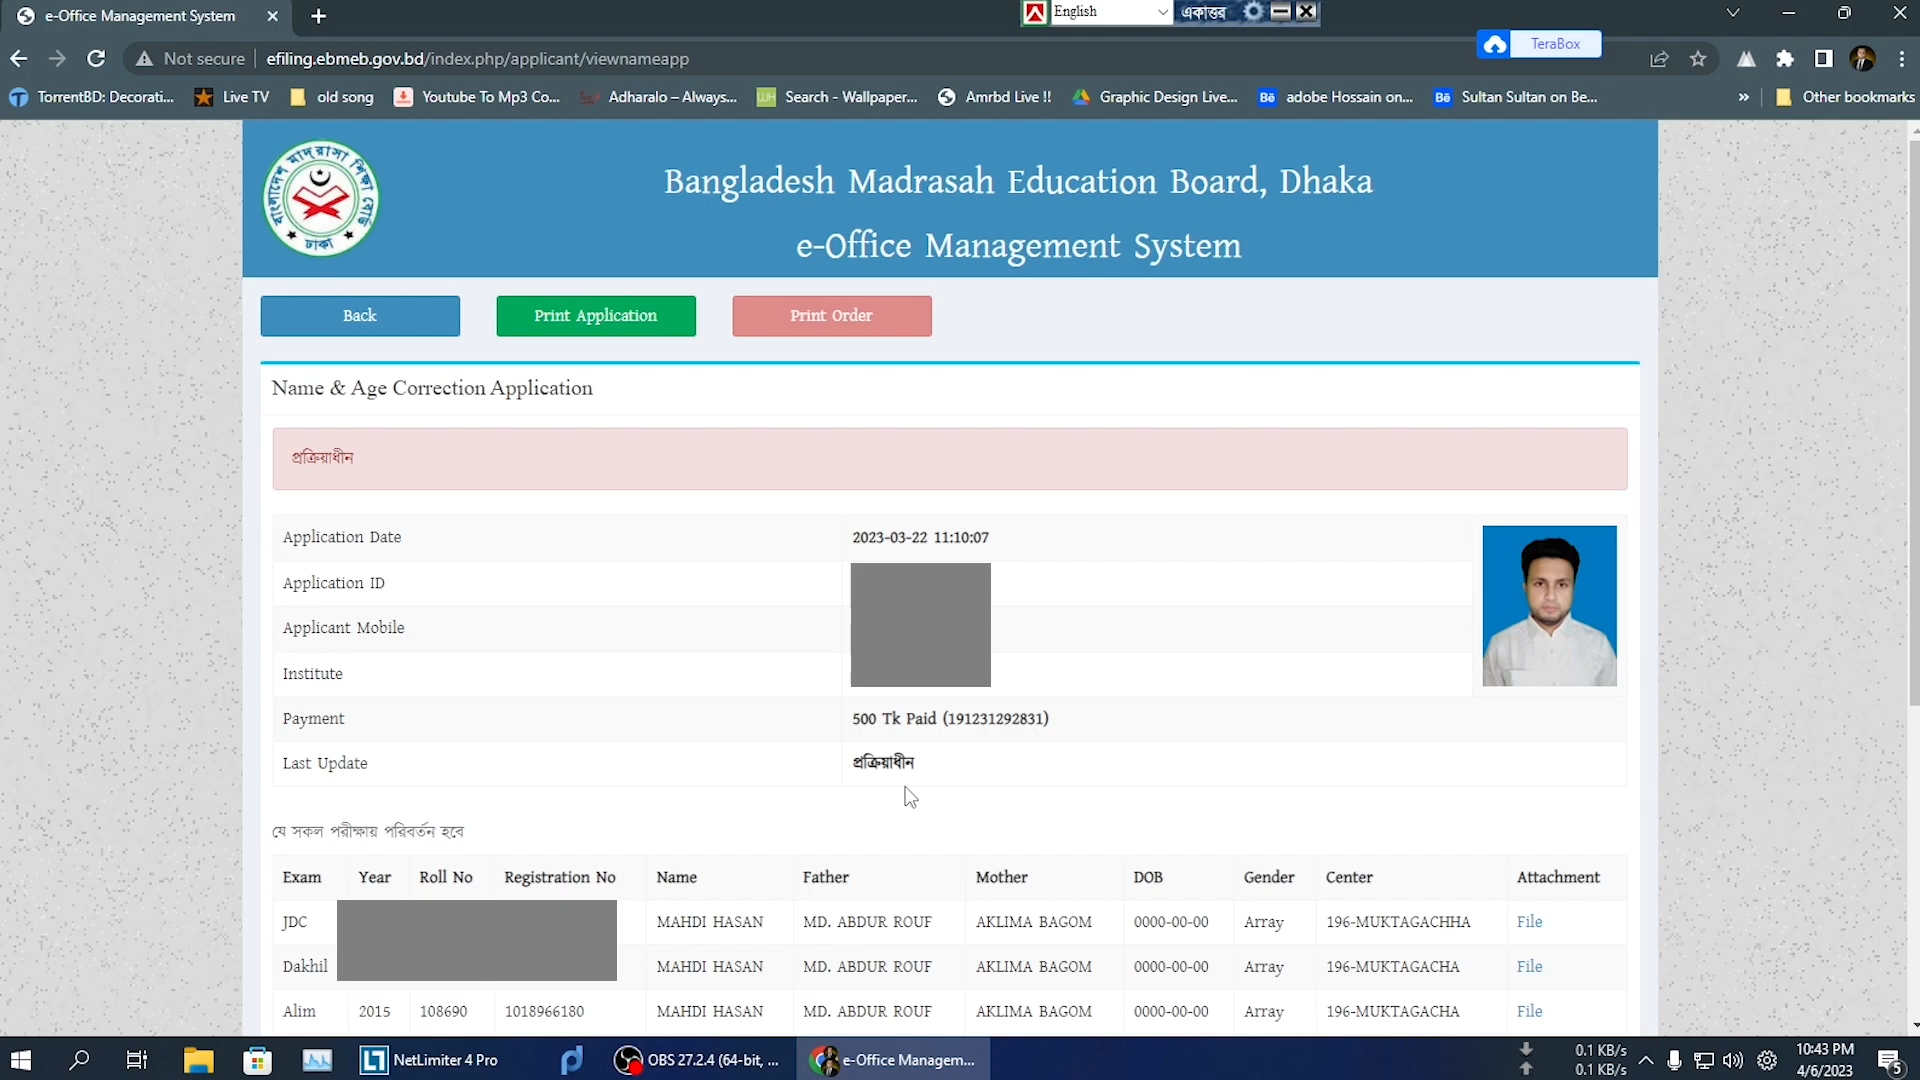 e-Office Management System
English
একাত্তর
TeraBox
Not secure
efiling.ebmeb.gov.bd/index.php/applicant/viewnameapp
TorrentBD: Decorati...
Live TV
old song
Youtube To Mp3 Co...
Adharalo – Always...
Search - Wallpaper...
Amrbd Live !!
Graphic Design Live...
adobe Hossain on...
Sultan Sultan on Be...
»
Other bookmarks
বাংলাদেশ মাদ্রাসা শিক্ষা বোর্ড
ঢাকা
Bangladesh Madrasah Education Board, Dhaka
e-Office Management System
Back
Print Application
Print Order
Name & Age Correction Application
প্রক্রিয়াধীন
Application Date 2023-03-22 11:10:07
Application ID
Applicant Mobile
Institute
Payment 500 Tk Paid (191231292831)
Last Update প্রক্রিয়াধীন
যে সকল পরীক্ষায় পরিবর্তন হবে
Exam Year Roll No Registration No Name Father Mother DOB Gender Center Attachment
JDC MAHDI HASAN MD. ABDUR ROUF AKLIMA BAGOM 0000-00-00 Array 196-MUKTAGACHHA File
Dakhil MAHDI HASAN MD. ABDUR ROUF AKLIMA BAGOM 0000-00-00 Array 196-MUKTAGACHA File
Alim 2015 108690 1018966180 MAHDI HASAN MD. ABDUR ROUF AKLIMA BAGOM 0000-00-00 Array 196-MUKTAGACHA File
NetLimiter 4 Pro
OBS 27.2.4 (64-bit, ...
e-Office Managem...
0.1 KB/s
0.1 KB/s
10:43 PM
4/6/2023
5